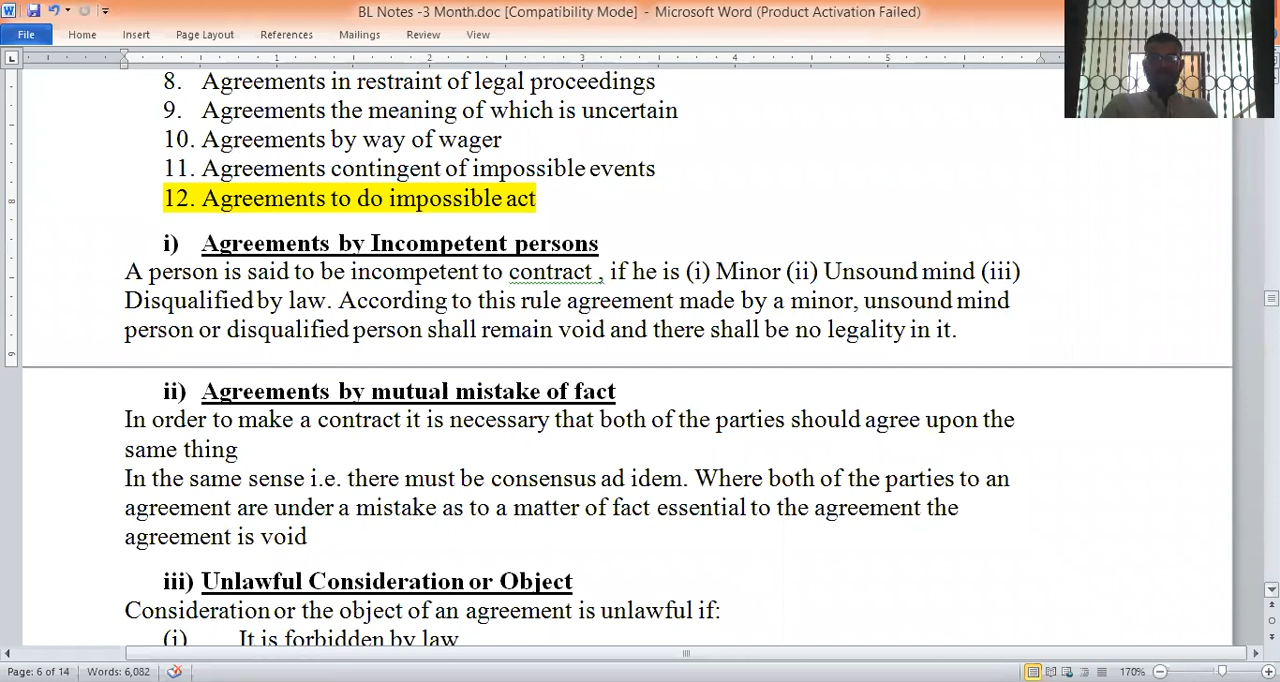 BL Notes -3 Month.doc [Compatibility Mode] - Microsoft Word (Product Activation Failed)
File Home Insert Page Layout References Mailings Review View
1 2 3 4 5
8. Agreements in restraint of legal proceedings
9. Agreements the meaning of which is uncertain
10. Agreements by way of wager
11. Agreements contingent of impossible events
12. Agreements to do impossible act
i) Agreements by Incompetent persons
A person is said to be incompetent to contract , if he is (i) Minor (ii) Unsound mind (iii)
Disqualified by law. According to this rule agreement made by a minor, unsound mind
person or disqualified person shall remain void and there shall be no legality in it.
ii) Agreements by mutual mistake of fact
In order to make a contract it is necessary that both of the parties should agree upon the
same thing
In the same sense i.e. there must be consensus ad idem. Where both of the parties to an
agreement are under a mistake as to a matter of fact essential to the agreement the
agreement is void
iii) Unlawful Consideration or Object
Consideration or the object of an agreement is unlawful if:
(i) It is forbidden by law
Page: 6 of 14 Words: 6,082 170%